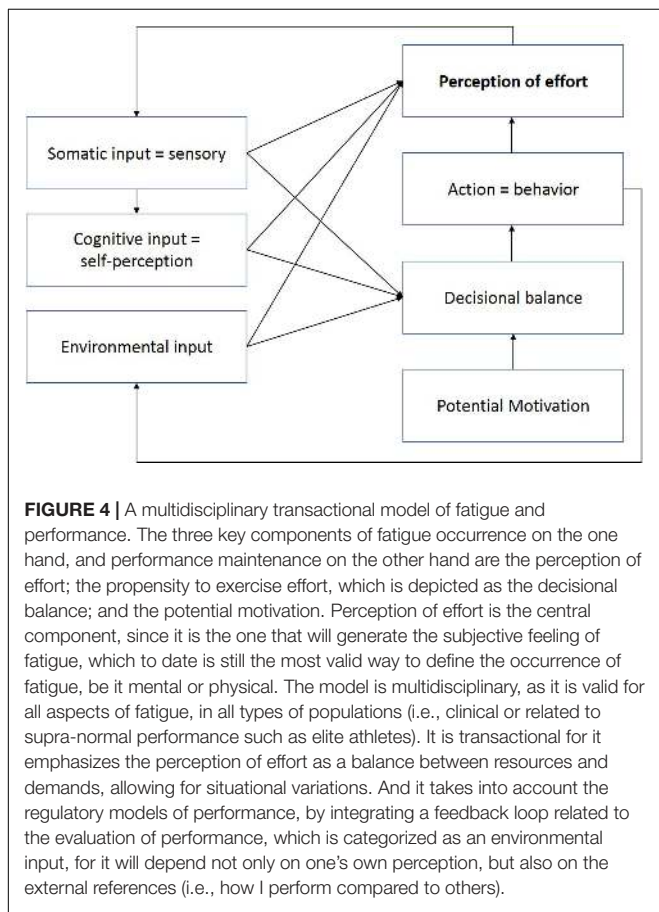 Perception of effort
Somatic input = sensory
Action = behavior
Cognitive input =
self-perception
Decisional balance
Environmental input
Potential Motivation
FIGURE 4 | A multidisciplinary transactional model of fatigue and
performance. The three key components of fatigue occurrence on the one
hand, and performance maintenance on the other hand are the perception of
effort; the propensity to exercise effort, which is depicted as the decisional
balance; and the potential motivation. Perception of effort is the central
component, since it is the one that will generate the subjective feeling of
fatigue, which to date is still the most valid way to define the occurrence of
fatigue, be it mental or physical. The model is multidisciplinary, as it is valid for
all aspects of fatigue, in all types of populations (i.e., clinical or related to
supra-normal performance such as elite athletes). It is transactional for it
emphasizes the perception of effort as a balance between resources and
demands, allowing for situational variations. And it takes into account the
regulatory models of performance, by integrating a feedback loop related to
the evaluation of performance, which is categorized as an environmental
input, for it will depend not only on one's own perception, but also on the
external references (i.e., how I perform compared to others).